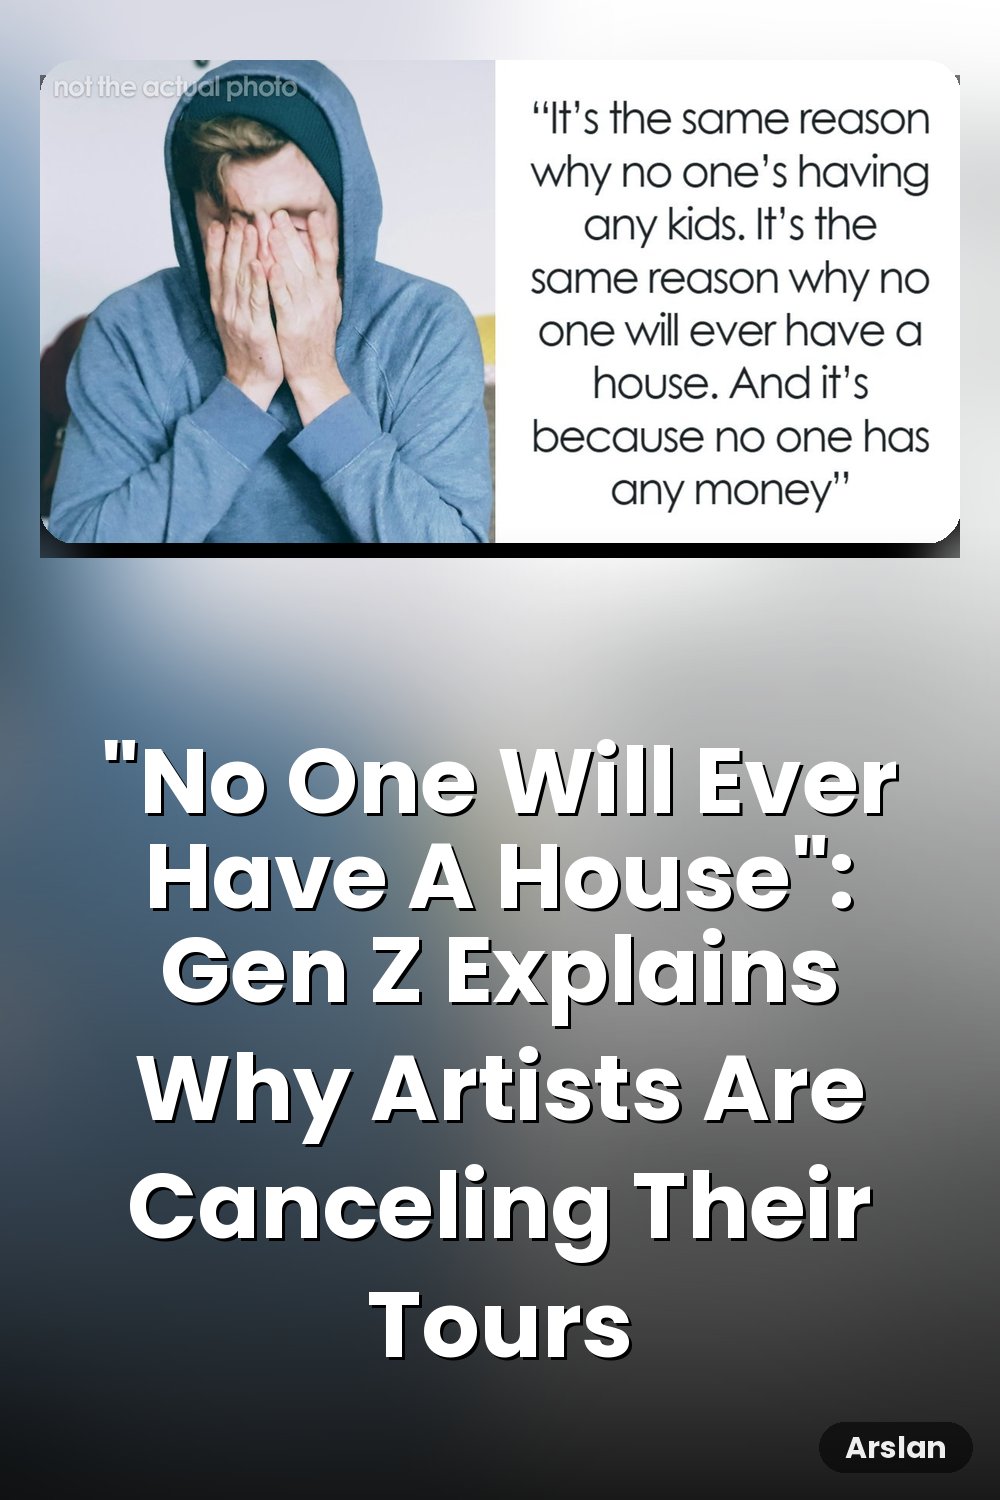 not the actual photo
“It’s the same reason
why no one’s having
any kids. It’s the
same reason why no
one will ever have a
house. And it’s
because no one has
any money”
"No One Will Ever
Have A House":
Gen Z Explains
Why Artists Are
Canceling Their
Tours
Arslan